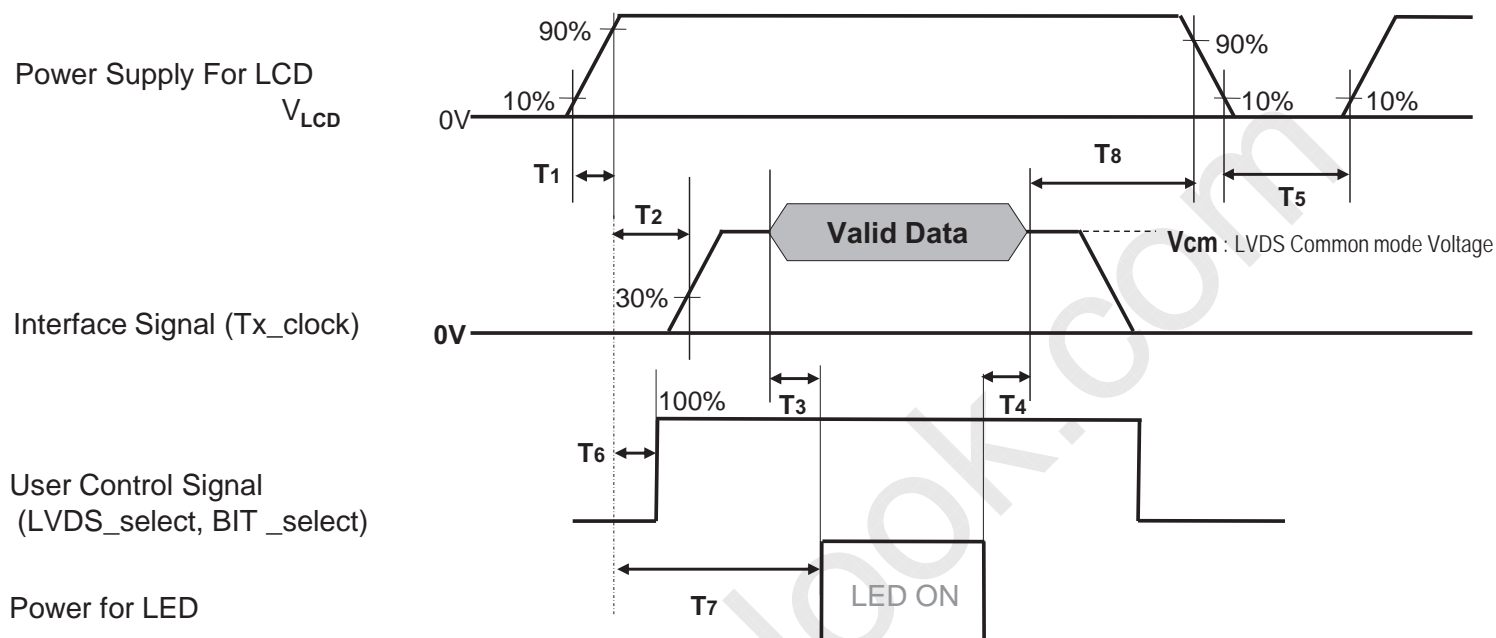 90%
90%
Power Supply For LCD
10%
10%
10%
VLCD
0V
T1
T8
T5
T2
Valid Data
Vcm : LVDS Common mode Voltage
30%
Interface Signal (Tx_clock)
0V
100%
T3
T4
T6
User Control Signal
(LVDS_select, BIT _select)
T7
LED ON
Power for LED
look.com